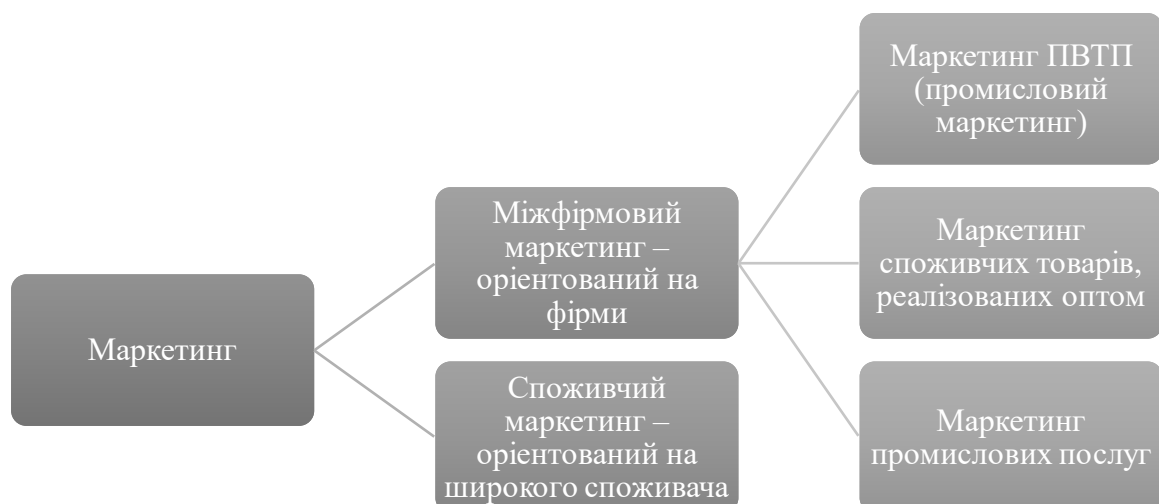 Маркетинг
Міжфірмовий
маркетинг –
орієнтований на
фірми
Споживчий
маркетинг –
орієнтований на
широкого споживача
Маркетинг ПВТП
(промисловий
маркетинг)
Маркетинг
споживчих товарів,
реалізованих оптом
Маркетинг
промислових послуг